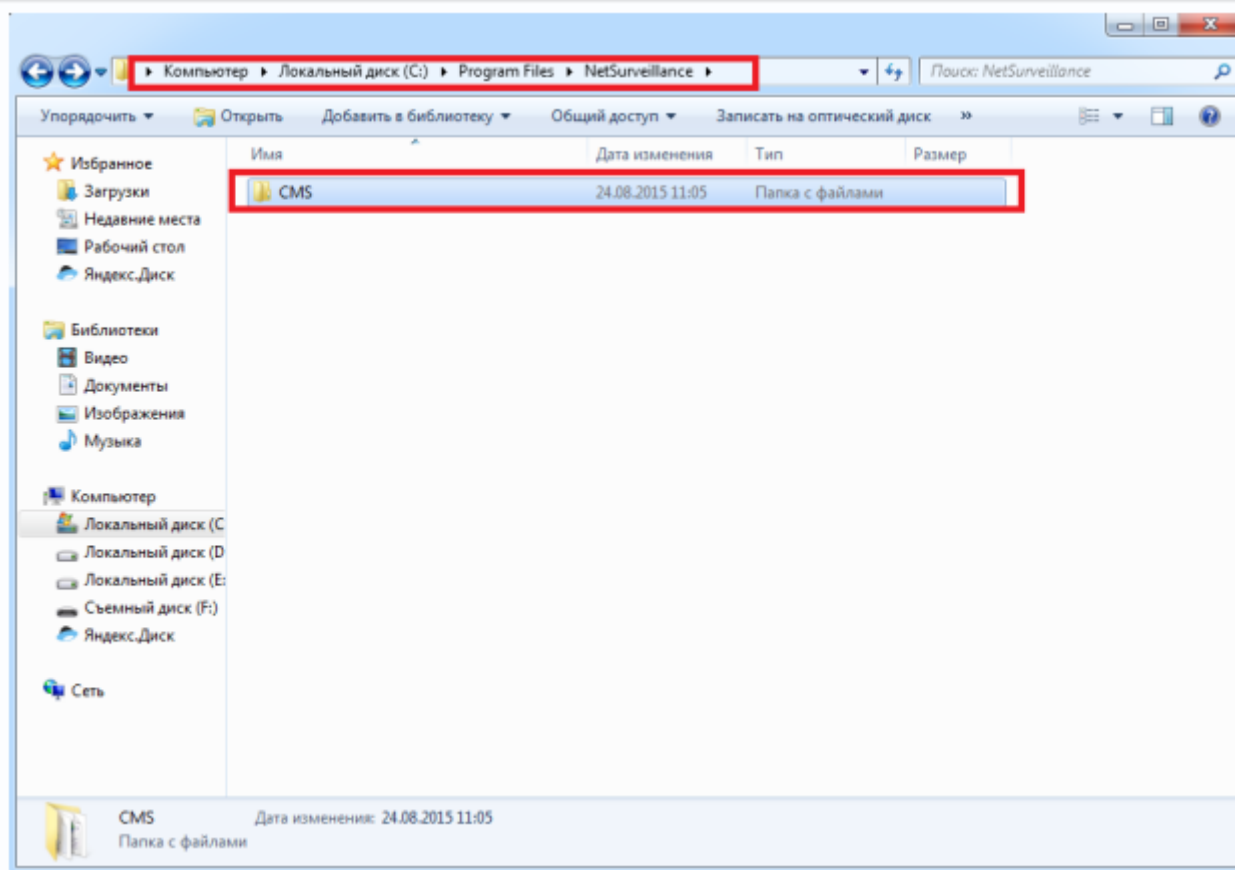 Компьютер Локальный диск (C:) Program Files NetSurveillance Поиск: NetSurveillance
Упорядочить Открыть Добавить в библиотеку Общий доступ Записать на оптический диск »
Имя Дата изменения Тип Размер
CMS 24.08.2015 11:05 Папка с файлами
Избранное
Загрузки
Недавние места
Рабочий стол
Яндекс.Диск
Библиотеки
Видео
Документы
Изображения
Музыка
Компьютер
Локальный диск (C
Локальный диск (D
Локальный диск (E:
Съемный диск (F:)
Яндекс.Диск
Сеть
CMS Дата изменения: 24.08.2015 11:05
Папка с файлами